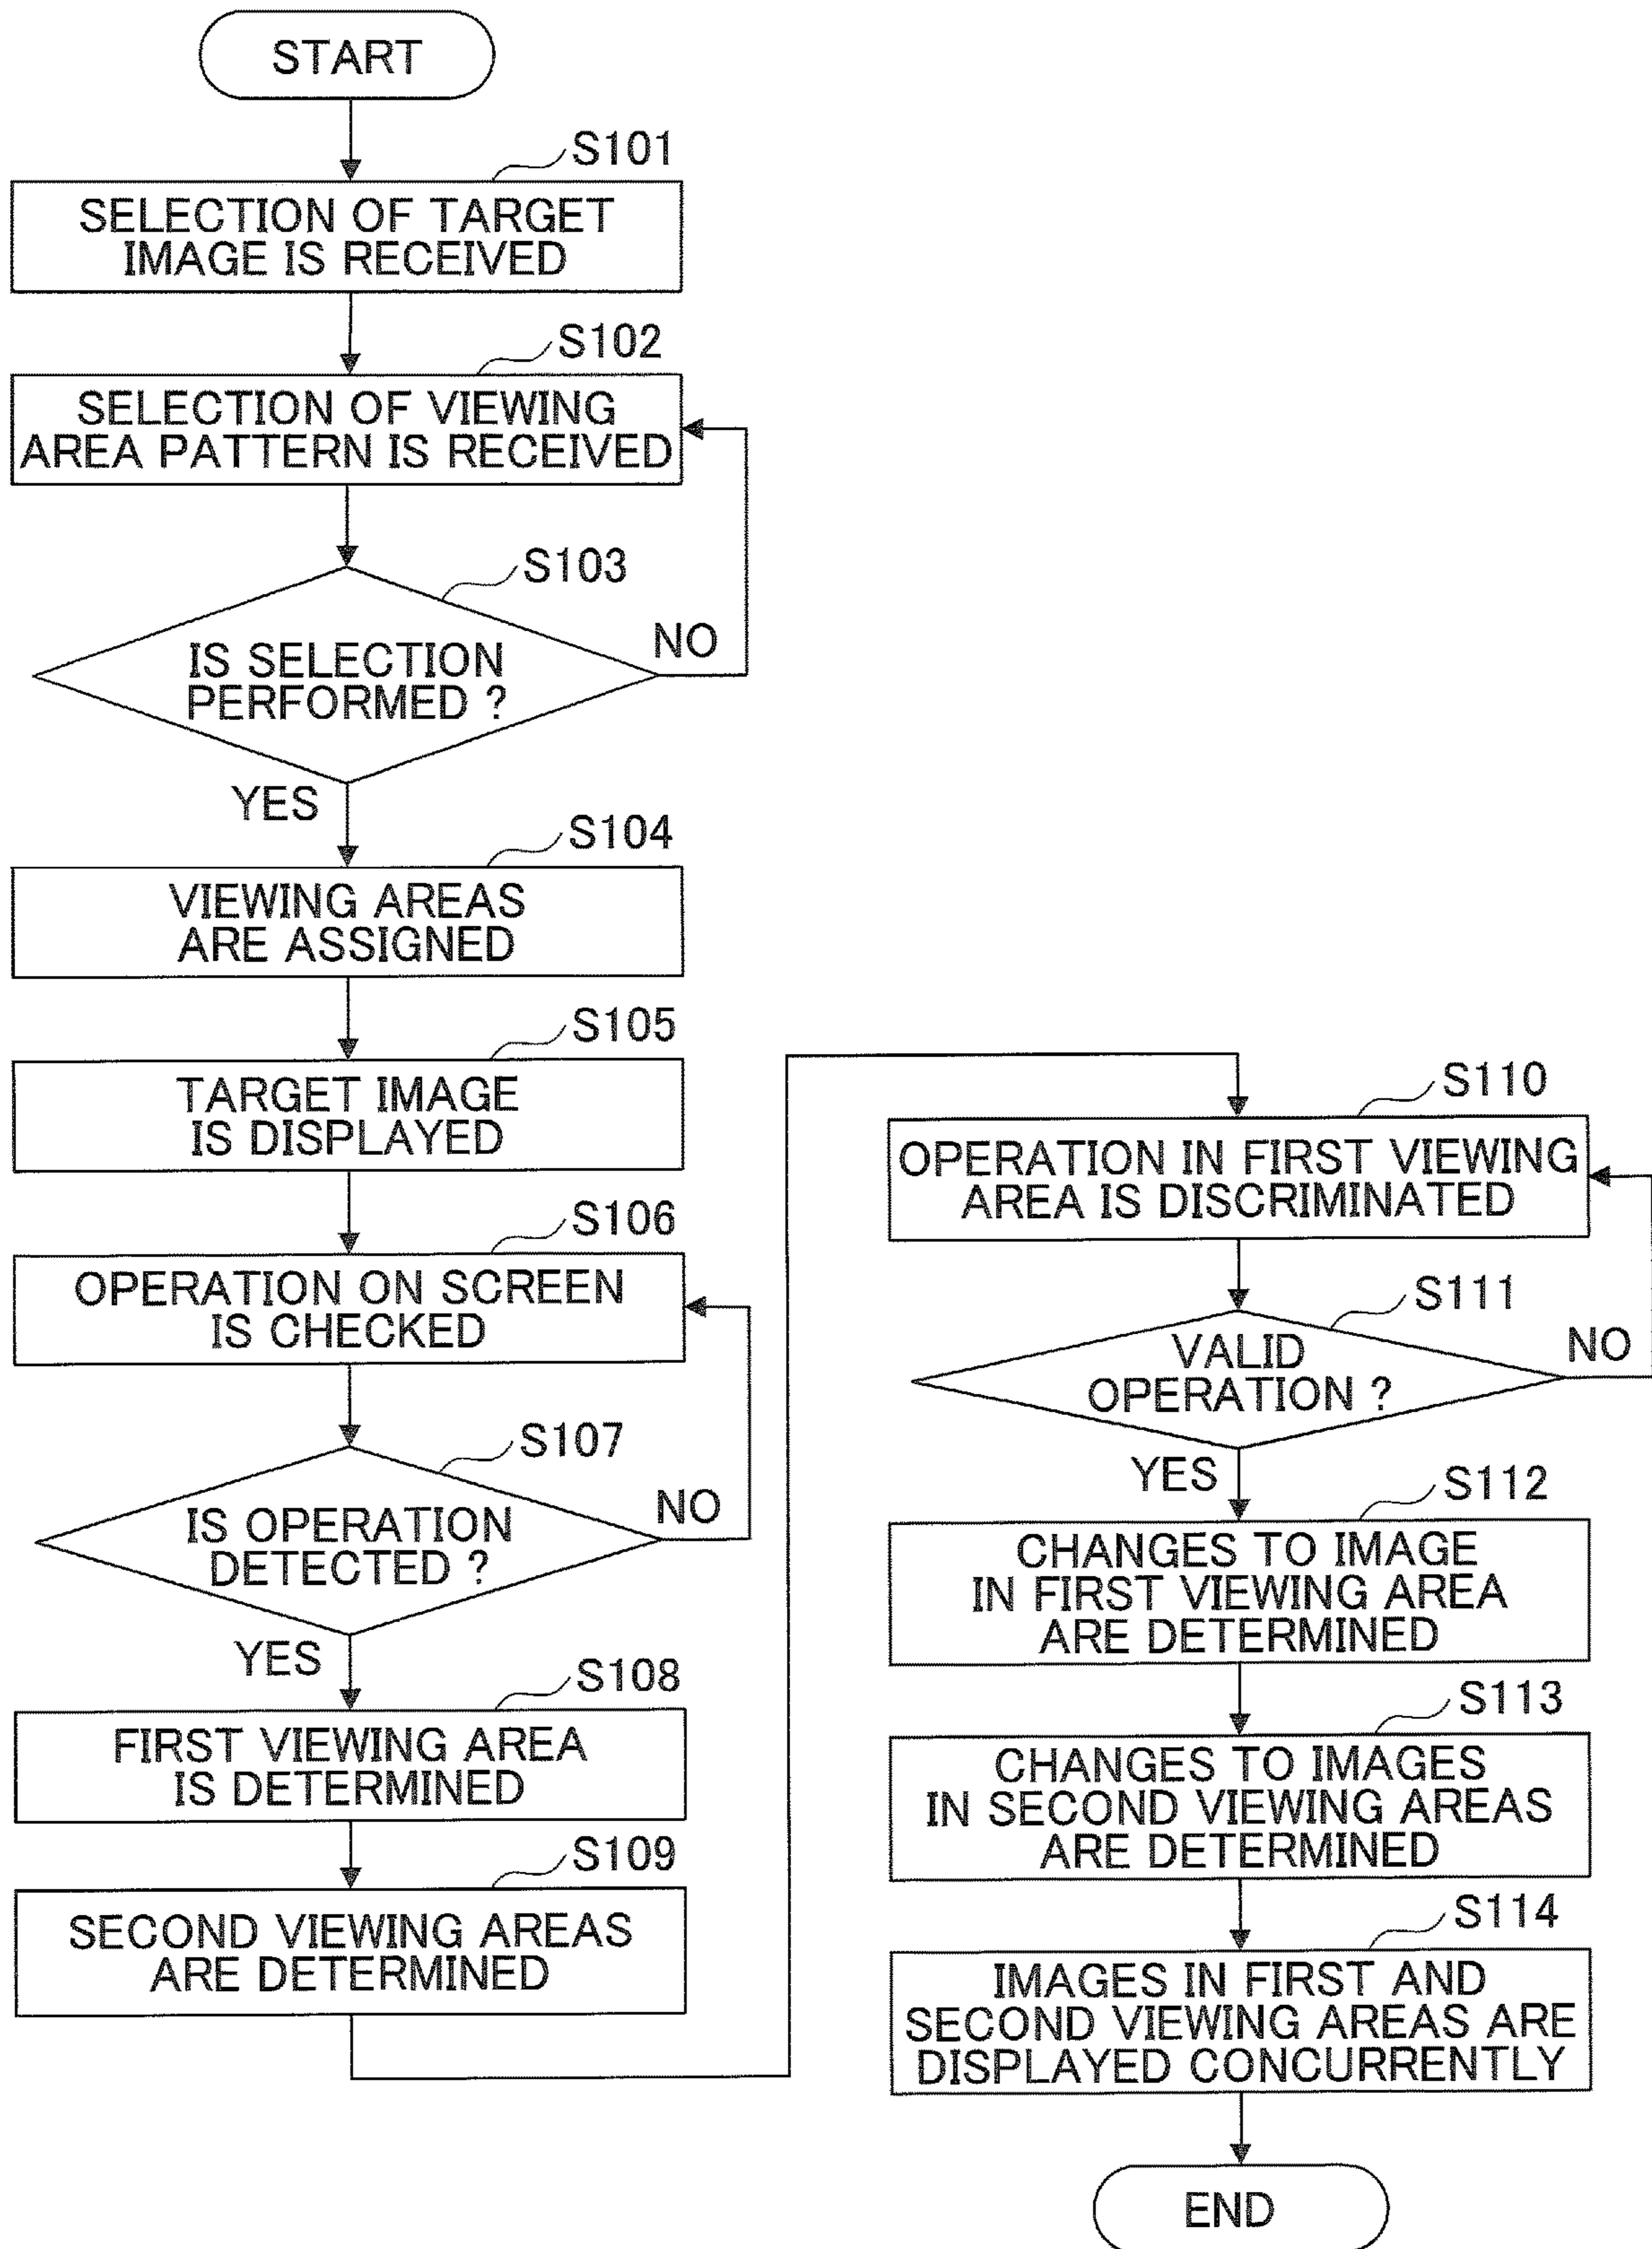 START
S101
SELECTION OF TARGET
IMAGE IS RECEIVED
S102
SELECTION OF VIEWING
AREA PATTERN IS RECEIVED
S103
IS SELECTION
PERFORMED ?
NO
YES
S104
VIEWING AREAS
ARE ASSIGNED
S105
TARGET IMAGE
IS DISPLAYED
S106
OPERATION ON SCREEN
IS CHECKED
S107
IS OPERATION
DETECTED ?
NO
YES
S108
FIRST VIEWING AREA
IS DETERMINED
S109
SECOND VIEWING AREAS
ARE DETERMINED
S110
OPERATION IN FIRST VIEWING
AREA IS DISCRIMINATED
S111
VALID
OPERATION ?
NO
YES
S112
CHANGES TO IMAGE
IN FIRST VIEWING AREA
ARE DETERMINED
S113
CHANGES TO IMAGES
IN SECOND VIEWING AREAS
ARE DETERMINED
S114
IMAGES IN FIRST AND
SECOND VIEWING AREAS ARE
DISPLAYED CONCURRENTLY
END